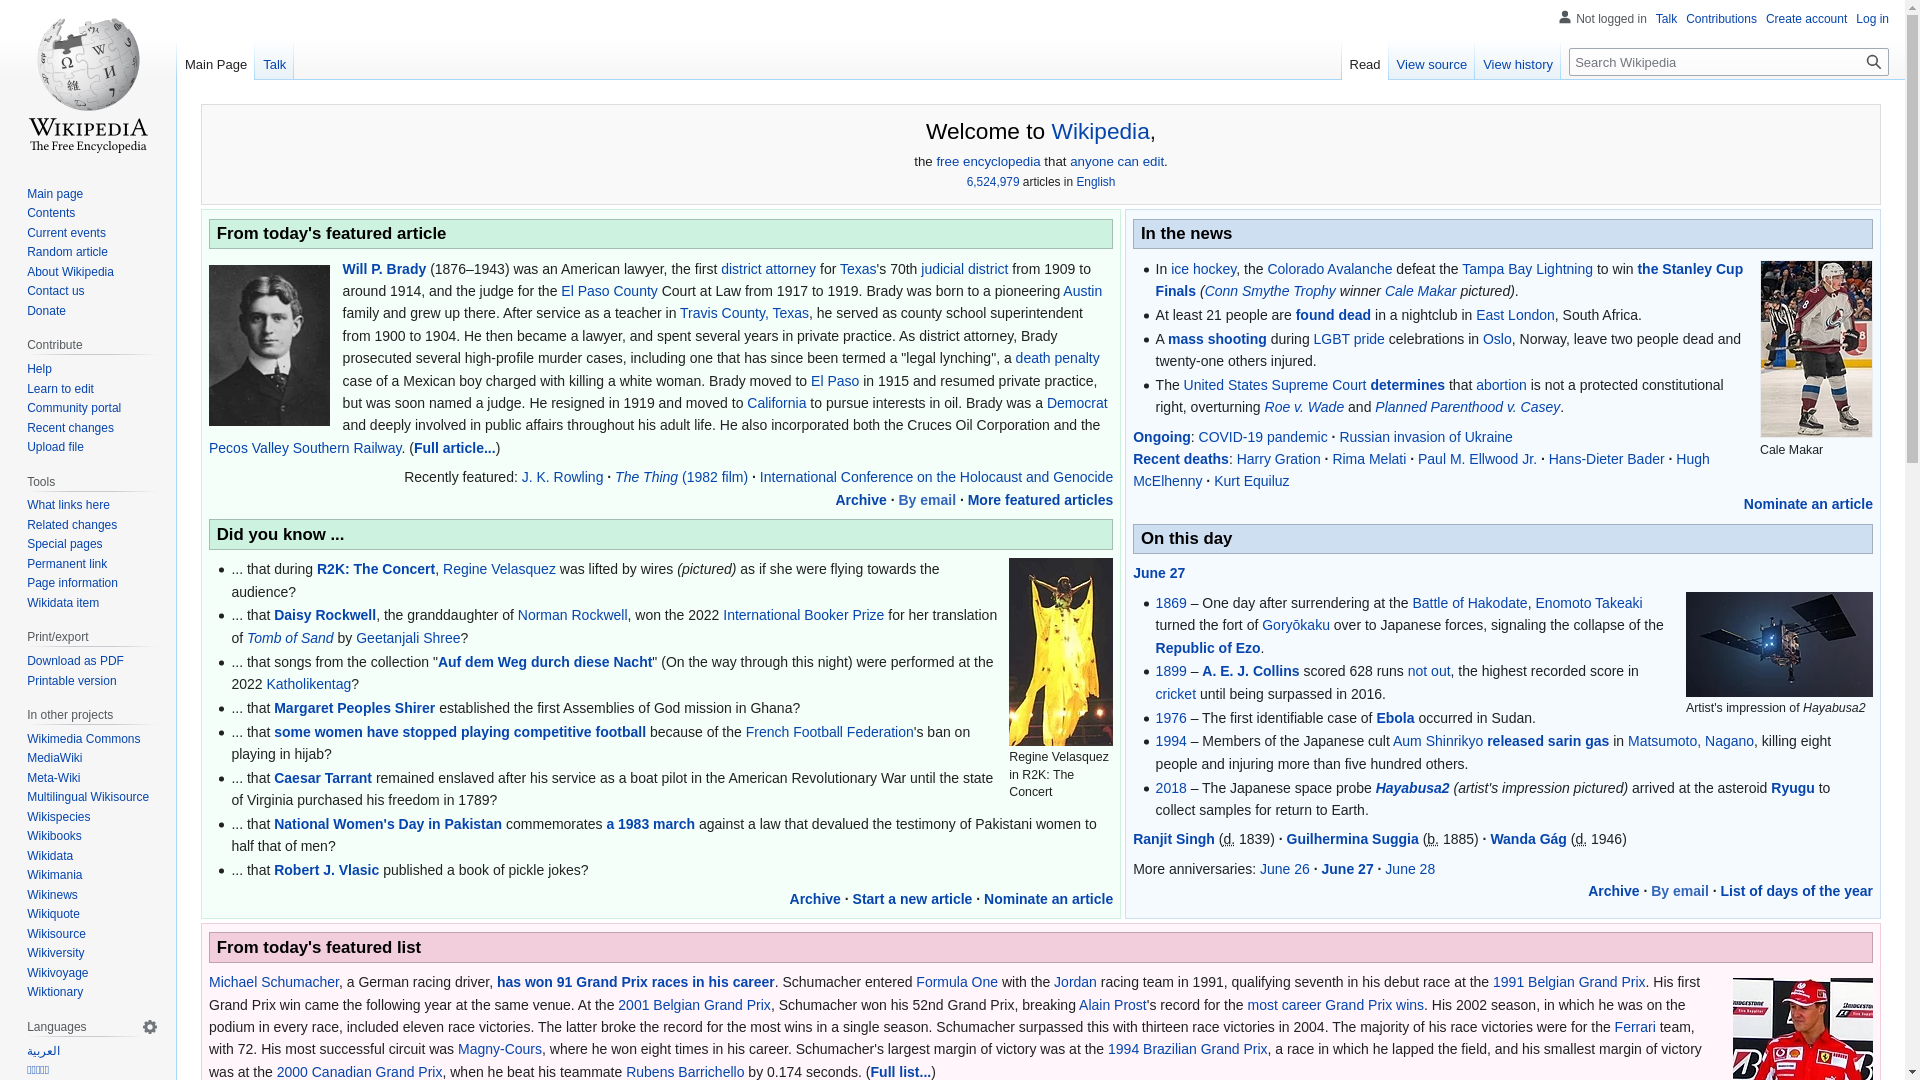 Not logged in Talk Contributions Create account Log in
Main Page Talk
Read View source View history Search Wikipedia
WIKIPEDIA
The Free Encyclopedia
Main page
Contents
Current events
Random article
About Wikipedia
Contact us
Donate
Contribute
Help
Learn to edit
Community portal
Recent changes
Upload file
Tools
What links here
Related changes
Special pages
Permanent link
Page information
Wikidata item
Print/export
Download as PDF
Printable version
In other projects
Wikimedia Commons
MediaWiki
Meta-Wiki
Multilingual Wikisource
Wikispecies
Wikibooks
Wikidata
Wikimania
Wikinews
Wikiquote
Wikisource
Wikiversity
Wikivoyage
Wiktionary
Languages
العربية
Welcome to Wikipedia,
the free encyclopedia that anyone can edit.
6,524,979 articles in English
From today's featured article
Will P. Brady (1876–1943) was an American lawyer, the first district attorney for Texas's 70th judicial district from 1909 to
around 1914, and the judge for the El Paso County Court at Law from 1917 to 1919. Brady was born to a pioneering Austin
family and grew up there. After service as a teacher in Travis County, Texas, he served as county school superintendent
from 1900 to 1904. He then became a lawyer, and spent several years in private practice. As district attorney, Brady
prosecuted several high-profile murder cases, including one that has since been termed a "legal lynching", a death penalty
case of a Mexican boy charged with killing a white woman. Brady moved to El Paso in 1915 and resumed private practice,
but was soon named a judge. He resigned in 1919 and moved to California to pursue interests in oil. Brady was a Democrat
and deeply involved in public affairs throughout his adult life. He also incorporated both the Cruces Oil Corporation and the
Pecos Valley Southern Railway. (Full article...)
Recently featured: J. K. Rowling · The Thing (1982 film) · International Conference on the Holocaust and Genocide
Archive · By email · More featured articles
Did you know ...
... that during R2K: The Concert, Regine Velasquez was lifted by wires (pictured) as if she were flying towards the
audience?
... that Daisy Rockwell, the granddaughter of Norman Rockwell, won the 2022 International Booker Prize for her translation
of Tomb of Sand by Geetanjali Shree?
... that songs from the collection "Auf dem Weg durch diese Nacht" (On the way through this night) were performed at the
2022 Katholikentag?
... that Margaret Peoples Shirer established the first Assemblies of God mission in Ghana?
... that some women have stopped playing competitive football because of the French Football Federation's ban on
playing in hijab?
... that Caesar Tarrant remained enslaved after his service as a boat pilot in the American Revolutionary War until the state
of Virginia purchased his freedom in 1789?
... that National Women's Day in Pakistan commemorates a 1983 march against a law that devalued the testimony of Pakistani women to
half that of men?
... that Robert J. Vlasic published a book of pickle jokes?
Regine Velasquez
in R2K: The
Concert
Archive · Start a new article · Nominate an article
In the news
In ice hockey, the Colorado Avalanche defeat the Tampa Bay Lightning to win the Stanley Cup
Finals (Conn Smythe Trophy winner Cale Makar pictured).
At least 21 people are found dead in a nightclub in East London, South Africa.
A mass shooting during LGBT pride celebrations in Oslo, Norway, leave two people dead and
twenty-one others injured.
The United States Supreme Court determines that abortion is not a protected constitutional
right, overturning Roe v. Wade and Planned Parenthood v. Casey.
Cale Makar
Ongoing: COVID-19 pandemic · Russian invasion of Ukraine
Recent deaths: Harry Gration · Rima Melati · Paul M. Ellwood Jr. · Hans-Dieter Bader · Hugh
McElhenny · Kurt Equiluz
Nominate an article
On this day
June 27
1869 – One day after surrendering at the Battle of Hakodate, Enomoto Takeaki
turned the fort of Goryōkaku over to Japanese forces, signaling the collapse of the
Republic of Ezo.
1899 – A. E. J. Collins scored 628 runs not out, the highest recorded score in
cricket until being surpassed in 2016.
1976 – The first identifiable case of Ebola occurred in Sudan.
1994 – Members of the Japanese cult Aum Shinrikyo released sarin gas in Matsumoto, Nagano, killing eight
people and injuring more than five hundred others.
2018 – The Japanese space probe Hayabusa2 (artist's impression pictured) arrived at the asteroid Ryugu to
collect samples for return to Earth.
Artist's impression of Hayabusa2
Ranjit Singh (d. 1839) · Guilhermina Suggia (b. 1885) · Wanda Gág (d. 1946)
More anniversaries: June 26 · June 27 · June 28
Archive · By email · List of days of the year
From today's featured list
Michael Schumacher, a German racing driver, has won 91 Grand Prix races in his career. Schumacher entered Formula One with the Jordan racing team in 1991, qualifying seventh in his debut race at the 1991 Belgian Grand Prix. His first
Grand Prix win came the following year at the same venue. At the 2001 Belgian Grand Prix, Schumacher won his 52nd Grand Prix, breaking Alain Prost's record for the most career Grand Prix wins. His 2002 season, in which he was on the
podium in every race, included eleven race victories. The latter broke the record for the most wins in a single season. Schumacher surpassed this with thirteen race victories in 2004. The majority of his race victories were for the Ferrari team,
with 72. His most successful circuit was Magny-Cours, where he won eight times in his career. Schumacher's largest margin of victory was at the 1994 Brazilian Grand Prix, a race in which he lapped the field, and his smallest margin of victory
was at the 2000 Canadian Grand Prix, when he beat his teammate Rubens Barrichello by 0.174 seconds. (Full list...)